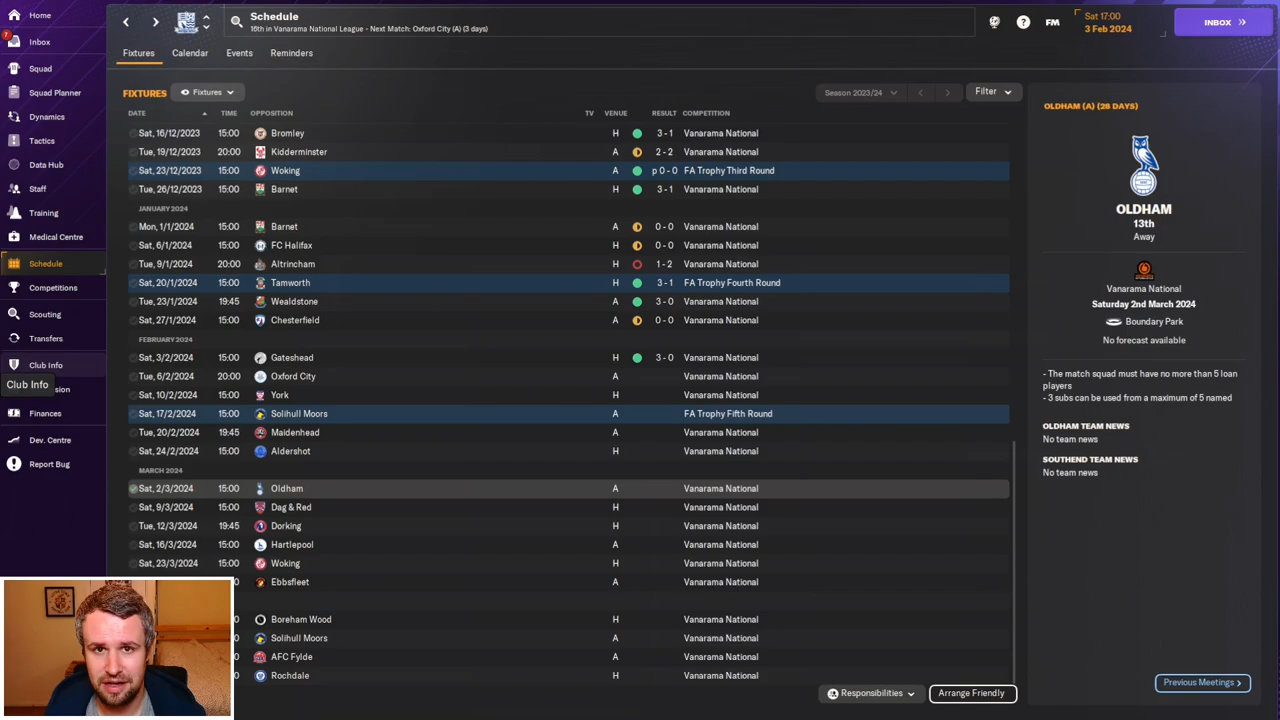 Home
7
Inbox
Squad
Squad Planner
Dynamics
Tactics
Data Hub
Staff
Training
Medical Centre
Schedule
Competitions
Scouting
Transfers
Club Info
Club Info
Finances
Dev. Centre
Report Bug
Schedule
16th in Vanarama National League - Next Match: Oxford City (A) (3 days)
FM
Sat 17:00
3 Feb 2024
INBOX
Fixtures Calendar Events Reminders
FIXTURES Fixtures Season 2023/24 Filter
DATE TIME OPPOSITION TV VENUE RESULT COMPETITION
Sat, 16/12/2023 15:00 Bromley H 3 - 1 Vanarama National
Tue, 19/12/2023 20:00 Kidderminster A 2 - 2 Vanarama National
Sat, 23/12/2023 15:00 Woking A p 0 - 0 FA Trophy Third Round
Tue, 26/12/2023 15:00 Barnet H 3 - 1 Vanarama National
JANUARY 2024
Mon, 1/1/2024 15:00 Barnet A 0 - 0 Vanarama National
Sat, 6/1/2024 15:00 FC Halifax H 0 - 0 Vanarama National
Tue, 9/1/2024 20:00 Altrincham H 1 - 2 Vanarama National
Sat, 20/1/2024 15:00 Tamworth H 3 - 1 FA Trophy Fourth Round
Tue, 23/1/2024 19:45 Wealdstone A 3 - 0 Vanarama National
Sat, 27/1/2024 15:00 Chesterfield A 0 - 0 Vanarama National
FEBRUARY 2024
Sat, 3/2/2024 15:00 Gateshead H 3 - 0 Vanarama National
Tue, 6/2/2024 20:00 Oxford City A Vanarama National
Sat, 10/2/2024 15:00 York H Vanarama National
Sat, 17/2/2024 15:00 Solihull Moors A FA Trophy Fifth Round
Tue, 20/2/2024 19:45 Maidenhead A Vanarama National
Sat, 24/2/2024 15:00 Aldershot H Vanarama National
MARCH 2024
Sat, 2/3/2024 15:00 Oldham A Vanarama National
Sat, 9/3/2024 15:00 Dag & Red H Vanarama National
Tue, 12/3/2024 19:45 Dorking H Vanarama National
Sat, 16/3/2024 15:00 Hartlepool A Vanarama National
Sat, 23/3/2024 15:00 Woking H Vanarama National
0 Ebbsfleet A Vanarama National
0 Boreham Wood H Vanarama National
0 Solihull Moors A Vanarama National
0 AFC Fylde A Vanarama National
0 Rochdale H Vanarama National
Responsibilities Arrange Friendly
OLDHAM (A) (28 DAYS)
OLDHAM
13th
Away
Vanarama National
Saturday 2nd March 2024
Boundary Park
No forecast available
- The match squad must have no more than 5 loan
players
- 3 subs can be used from a maximum of 5 named
OLDHAM TEAM NEWS
No team news
SOUTHEND TEAM NEWS
No team news
Previous Meetings